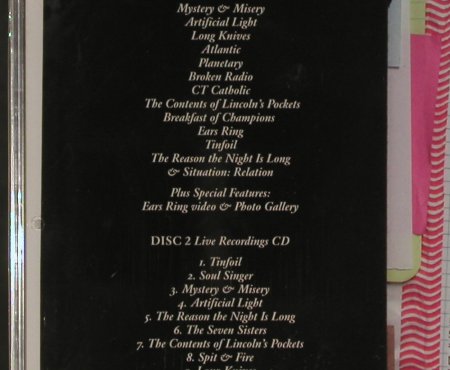 Mystery & Misery
Artificial Light
Long Knives
Atlantic
Planetary
Broken Radio
CT Catholic
The Contents of Lincoln's Pockets
Breakfast of Champions
Ears Ring
Tinfoil
The Reason the Night Is Long
& Situation: Relation
Plus Special Features:
Ears Ring video & Photo Gallery
DISC 2 Live Recordings CD
1. Tinfoil
2. Soul Singer
3. Mystery & Misery
4. Artificial Light
5. The Reason the Night Is Long
6. The Seven Sisters
7. The Contents of Lincoln's Pockets
8. Spit & Fire
9. Long Knives